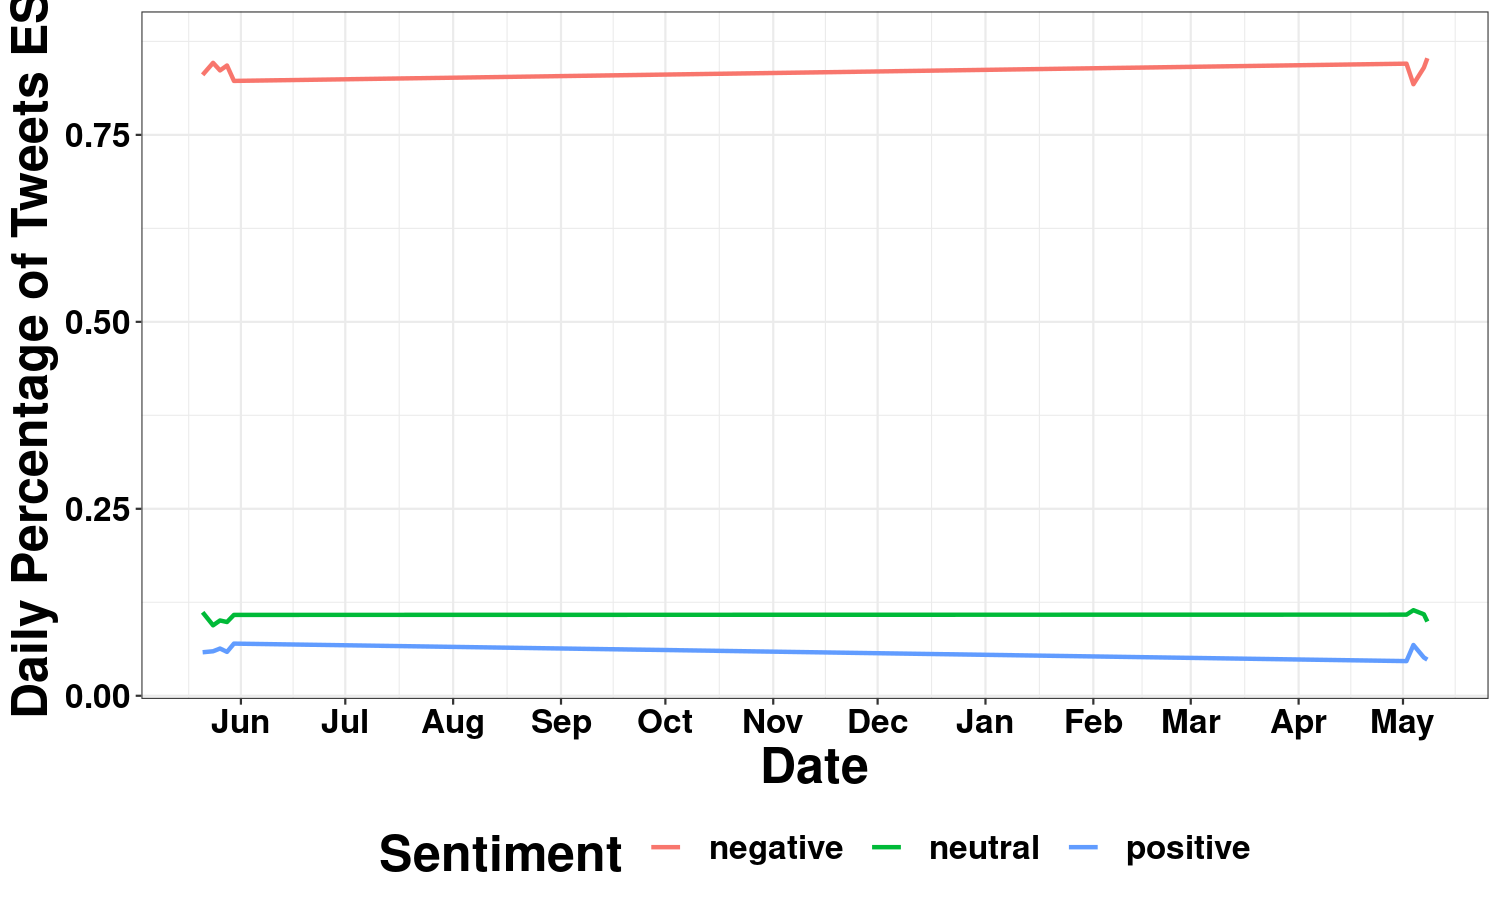 Daily Percentage of Tweets ES
0.75
0.50
0.25
0.00
Jun Jul Aug Sep Oct Nov Dec Jan Feb Mar Apr May
Date
Sentiment negative neutral positive